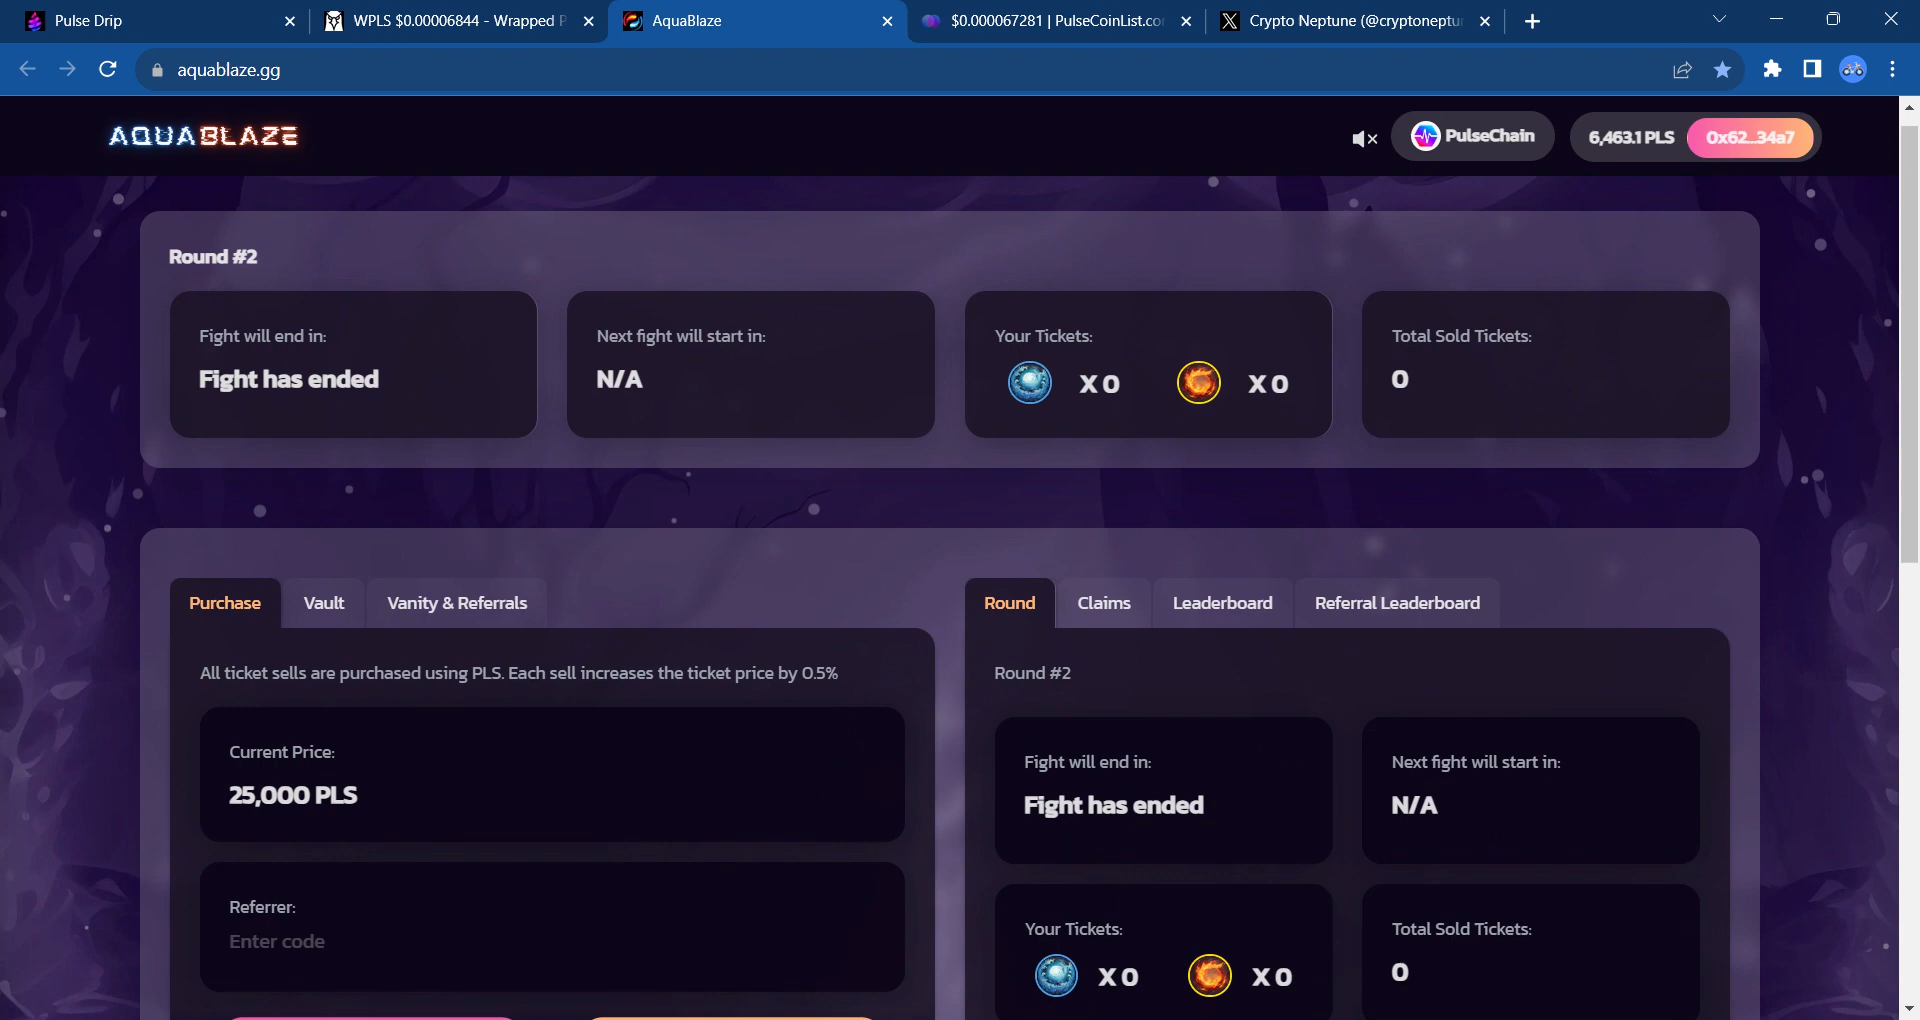 Pulse Drip
WPLS $0.00006844 - Wrapped P
AquaBlaze
$0.000067281 | PulseCoinList.co
Crypto Neptune (@cryptoneptu
aquablaze.gg
AQUABLAZE
PulseChain
6,463.1 PLS
0x62...34a7
Round #2
Fight will end in:
Fight has ended
Next fight will start in:
N/A
Your Tickets:
X 0
X 0
Total Sold Tickets:
0
Purchase
Vault
Vanity & Referrals
All ticket sells are purchased using PLS. Each sell increases the ticket price by 0.5%
Current Price:
25,000 PLS
Referrer:
Enter code
Round
Claims
Leaderboard
Referral Leaderboard
Round #2
Fight will end in:
Fight has ended
Next fight will start in:
N/A
Your Tickets:
X 0
X 0
Total Sold Tickets:
0